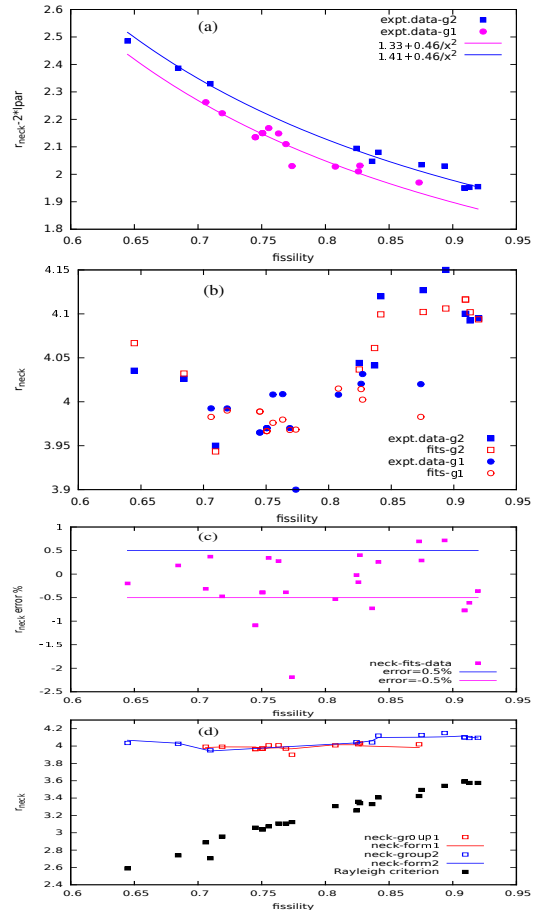 (a)
expt.data-g2
expt.data-g1
1.33+0.46/x²
1.41+0.46/x²
r_neck-2*lpar
2.6
2.5
2.4
2.3
2.2
2.1
2
1.9
1.8
0.6 0.65 0.7 0.75 0.8 0.85 0.9 0.95
fissility
(b)
r_neck
4.15
4.1
4.05
4
3.95
3.9
expt.data-g2
fits-g2
expt.data-g1
fits-g1
0.6 0.65 0.7 0.75 0.8 0.85 0.9 0.95
fissility
(c)
r_neck error%
1
0.5
0
-0.5
-1
-1.5
-2
-2.5
neck-fits-data
error=0.5%
error=-0.5%
0.6 0.65 0.7 0.75 0.8 0.85 0.9 0.95
fissility
(d)
r_neck
4.2
4
3.6
3.2
3
2.8
2.4
neck-group1
neck-form1
neck-group2
neck-form2
Rayleigh criterion
0.6 0.65 0.7 0.75 0.8 0.85 0.9 0.95
fissility